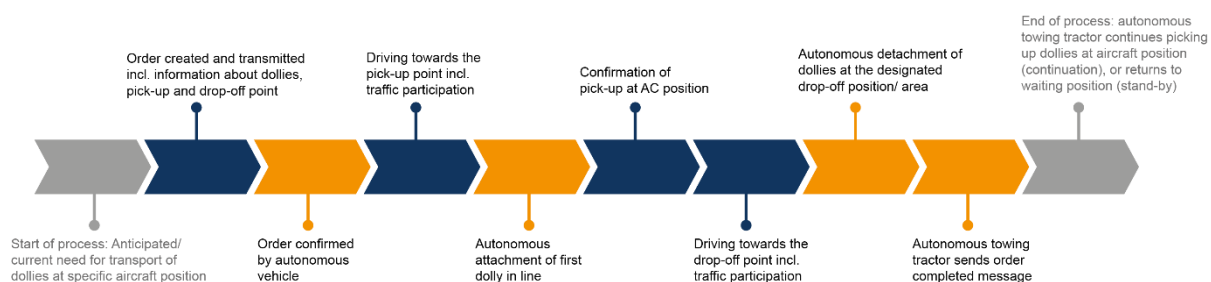 Start of process: Anticipated/
current need for transport of
dollies at specific aircraft position
Order created and transmitted
incl. information about dollies,
pick-up and drop-off point
Order confirmed
by autonomous
vehicle
Driving towards the
pick-up point incl.
traffic participation
Autonomous
attachment of first
dolly in line
Confirmation of
pick-up at AC position
Driving towards the
drop-off point incl.
traffic participation
Autonomous detachment of
dollies at the designated
drop-off position/ area
Autonomous towing
tractor sends order
completed message
End of process: autonomous
towing tractor continues picking
up dollies at aircraft position
(continuation), or returns to
waiting position (stand-by)